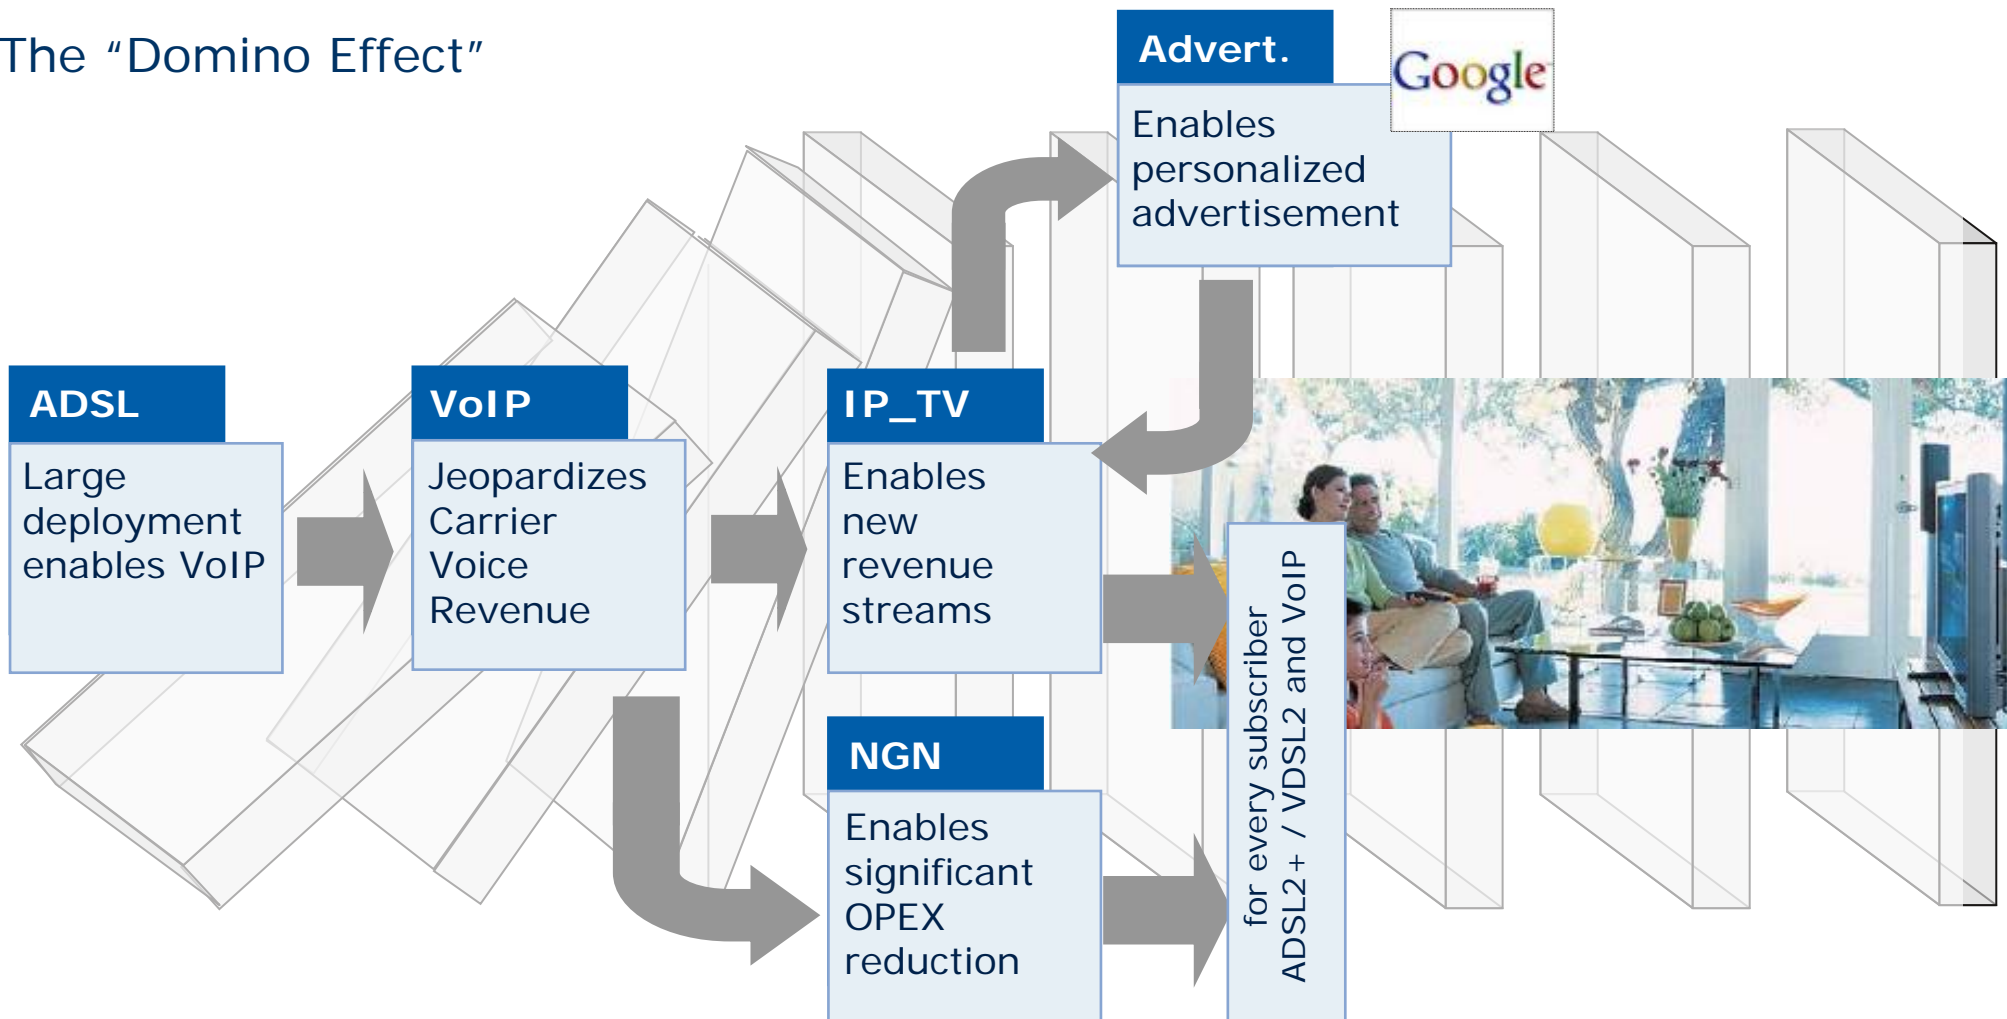 The “Domino Effect”
Advert.
Google
Enables
personalized
advertisement
ADSL
Large
deployment
enables VoIP
VoIP
Jeopardizes
Carrier
Voice
Revenue
IP_TV
Enables
new
revenue
streams
NGN
Enables
significant
OPEX
reduction
for every subscriber
ADSL2+ / VDSL2 and VoIP